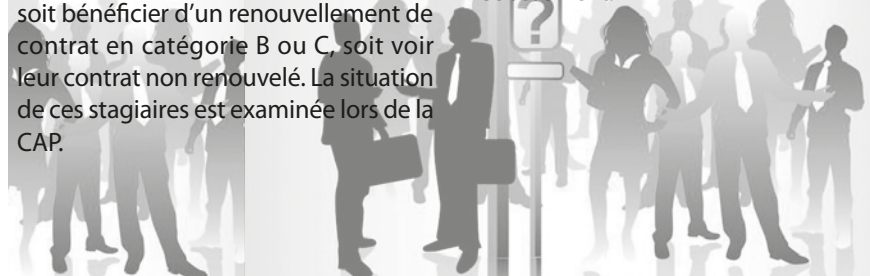 soit bénéficier d’un renouvellement de
contrat en catégorie B ou C, soit voir
leur contrat non renouvelé. La situation
de ces stagiaires est examinée lors de la
CAP.
?